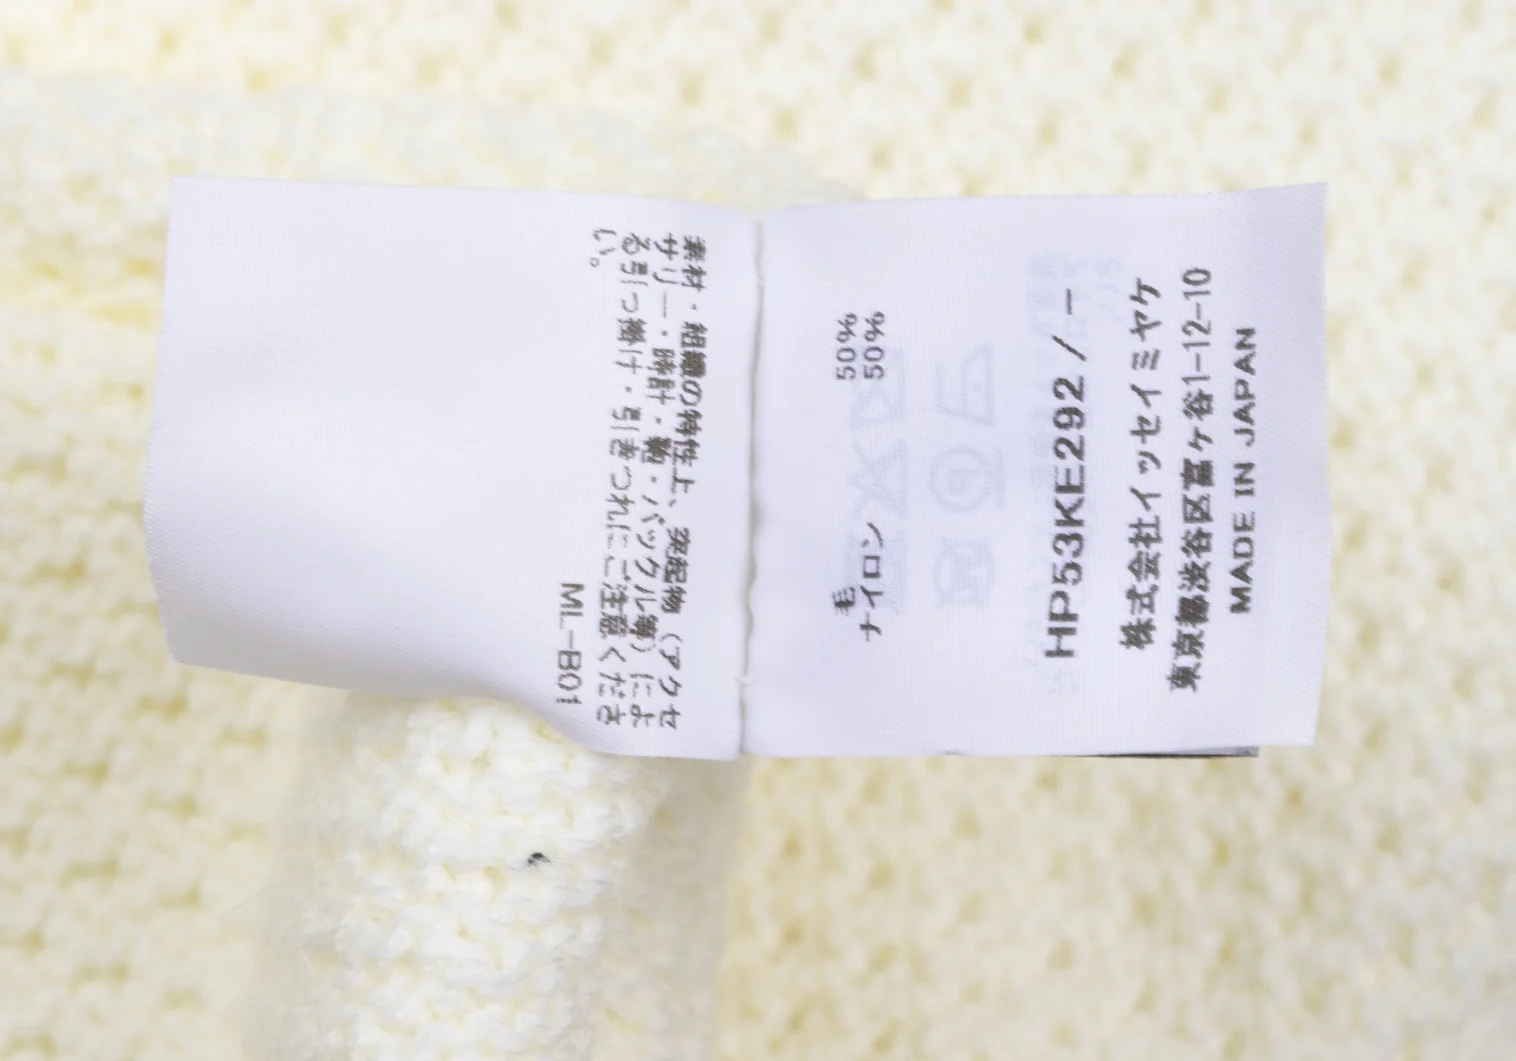 素材・組織の特性上、突起物（アクセ
サリー・時計・鞄・バックル等）によ
る引っ掛け・引きつれにご注意くださ
い。
ML-B01
毛 50%
ナイロン 50%
HP53KE292 / -
株式会社イッセイミヤケ
東京都渋谷区富ヶ谷1-12-10
MADE IN JAPAN